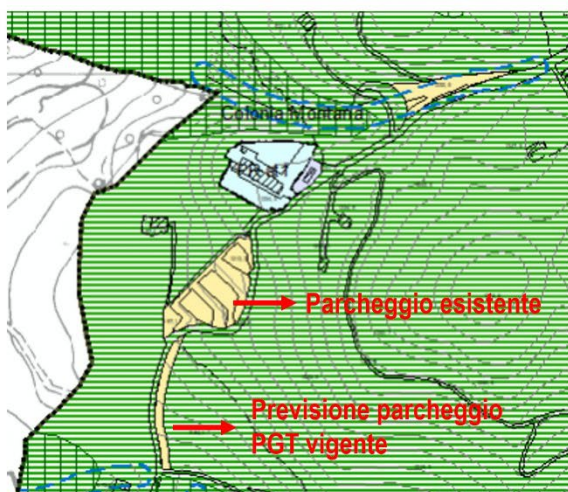 Colonia Montana
Parcheggio esistente
Previsione parcheggio
PGT vigente